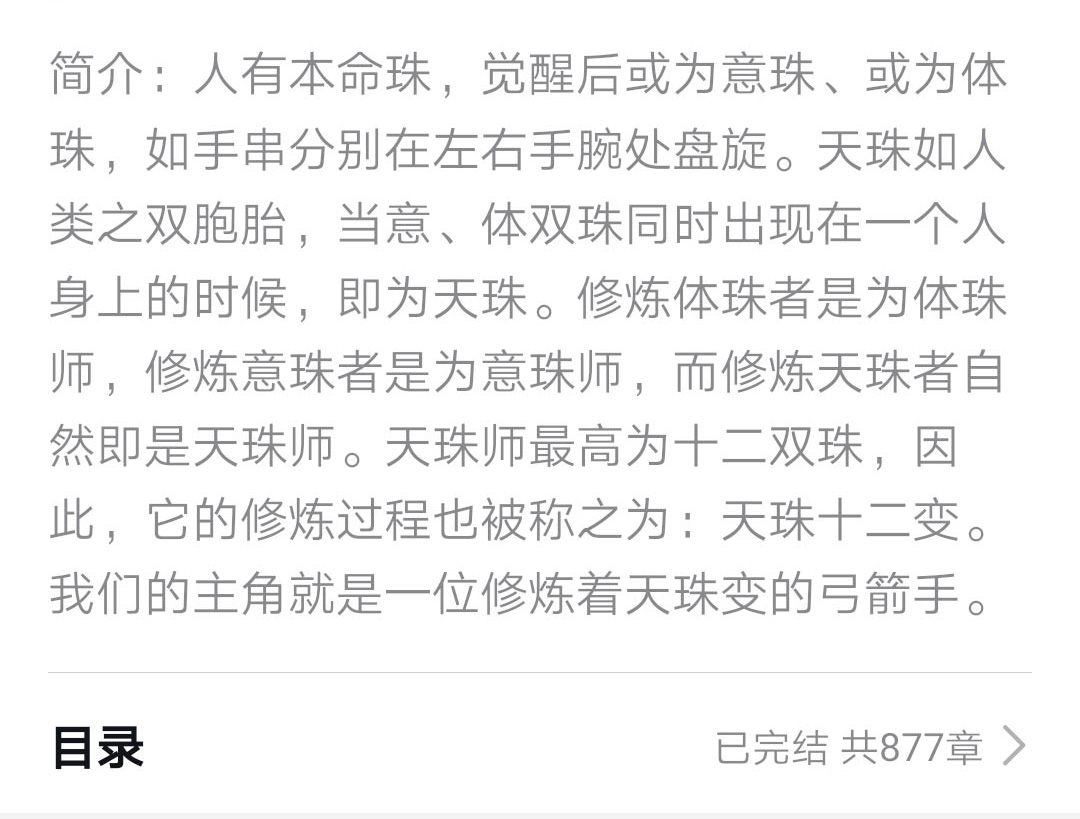 简介：人有本命珠，觉醒后或为意珠、或为体
珠，如手串分别在左右手腕处盘旋。天珠如人
类之双胞胎，当意、体双珠同时出现在一个人
身上的时候，即为天珠。修炼体珠者是为体珠
师，修炼意珠者是为意珠师，而修炼天珠者自
然即是天珠师。天珠师最高为十二双珠，因
此，它的修炼过程也被称之为：天珠十二变。
我们的主角就是一位修炼着天珠变的弓箭手。
目录 已完结 共877章